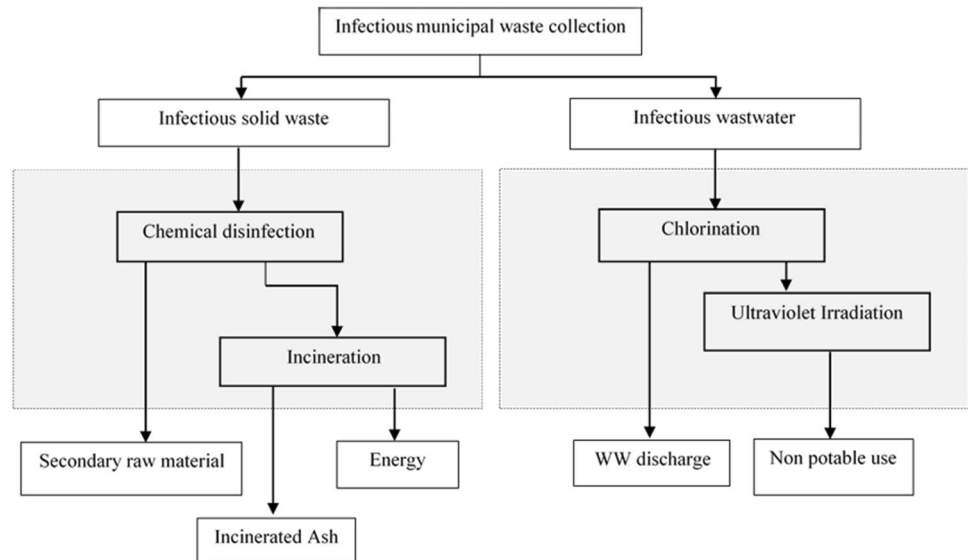 Infectious municipal waste collection
Infectious solid waste
Infectious wastwater
Chemical disinfection
Chlorination
Ultraviolet Irradiation
Incineration
Secondary raw material
Energy
WW discharge
Non potable use
Incinerated Ash